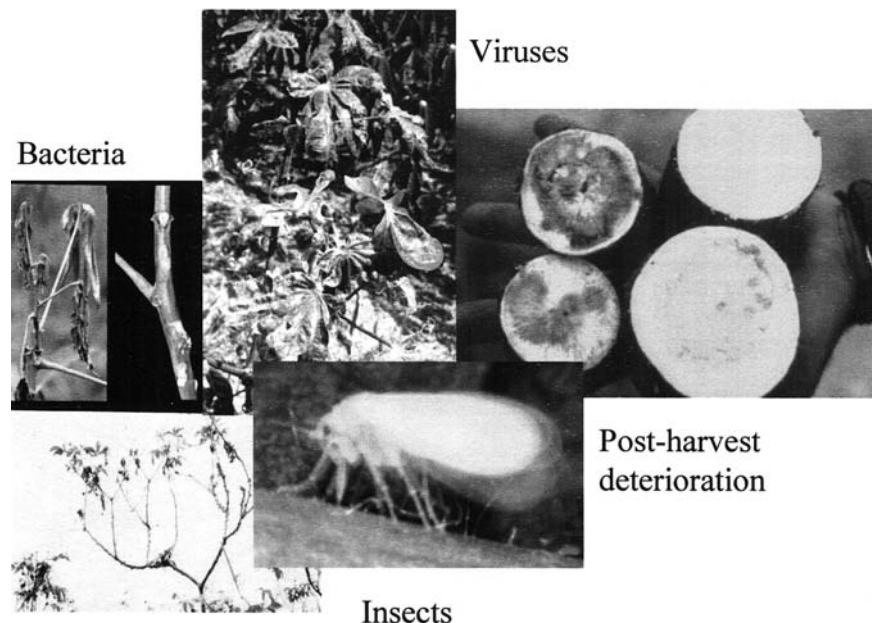 Viruses
Bacteria
Post-harvest
deterioration
Insects